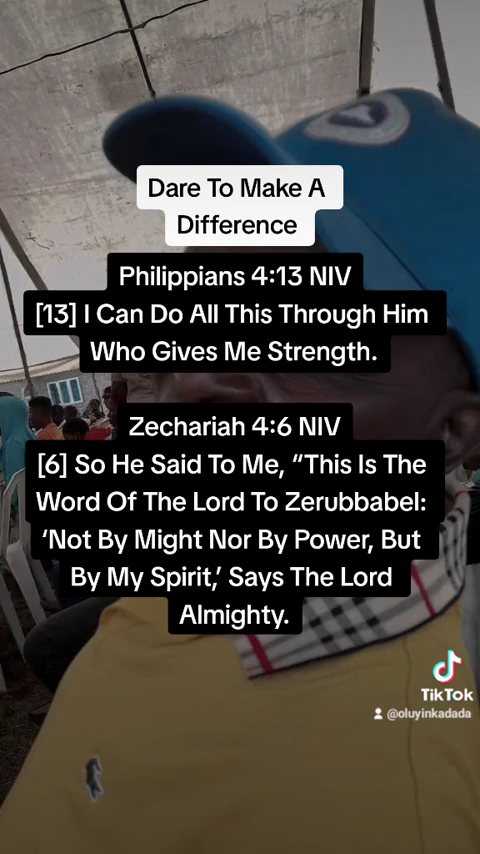 Dare To Make A
Difference
Philippians 4:13 NIV
[13] I Can Do All This Through Him
Who Gives Me Strength.
Zechariah 4:6 NIV
[6] So He Said To Me, “This Is The
Word Of The Lord To Zerubbabel:
‘Not By Might Nor By Power, But
By My Spirit,’ Says The Lord
Almighty.
TikTok
@oluyinkadada